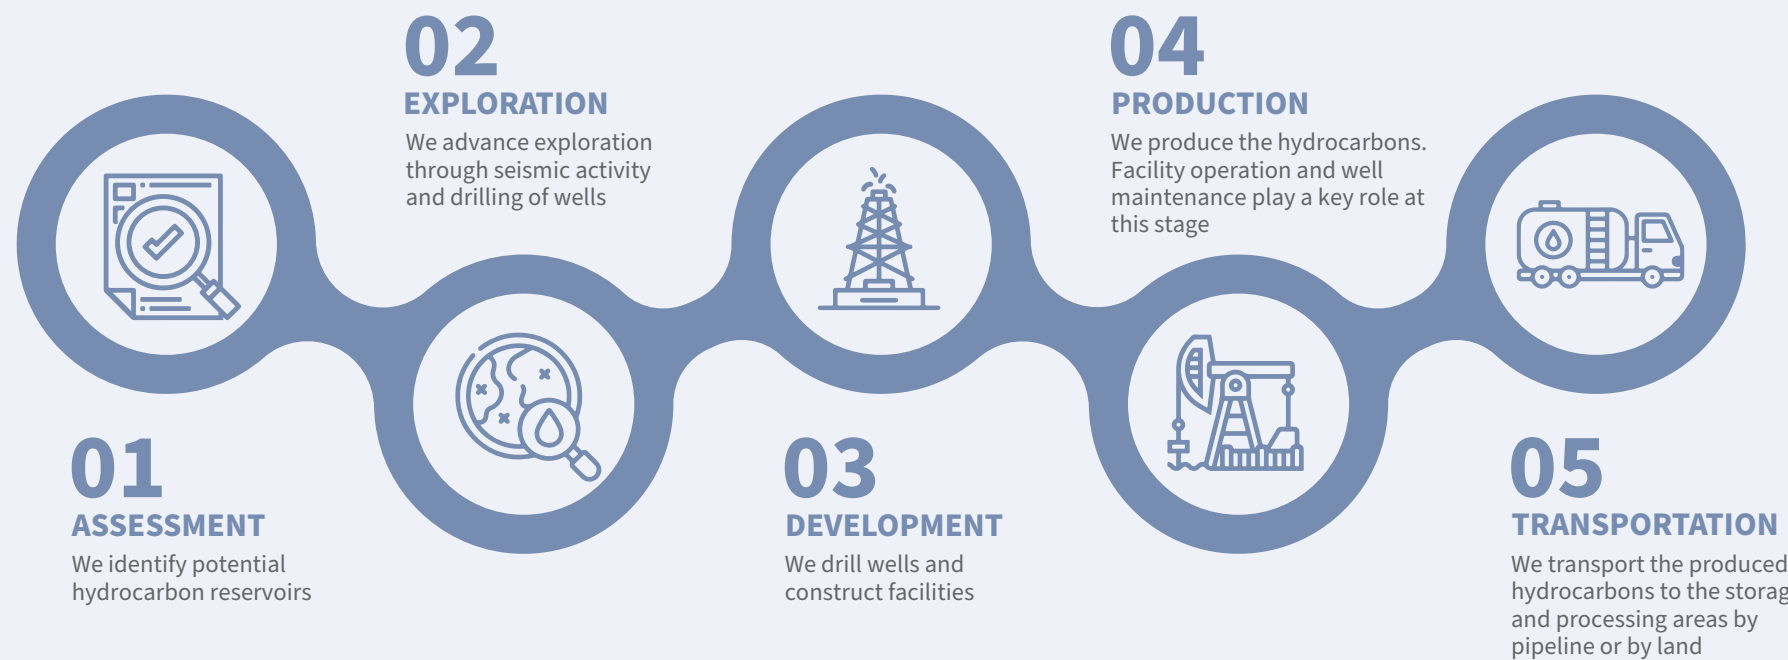 01
ASSESSMENT
We identify potential
hydrocarbon reservoirs
02
EXPLORATION
We advance exploration
through seismic activity
and drilling of wells
03
DEVELOPMENT
We drill wells and
construct facilities
04
PRODUCTION
We produce the hydrocarbons.
Facility operation and well
maintenance play a key role at
this stage
05
TRANSPORTATION
We transport the produced
hydrocarbons to the storag
and processing areas by
pipeline or by land